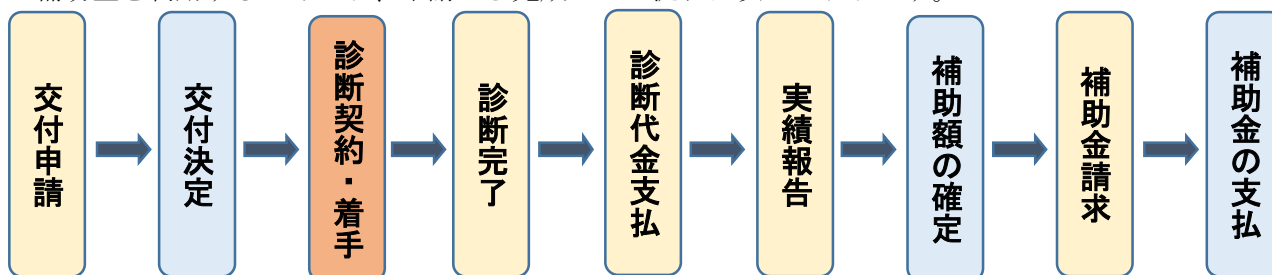 交付申請
交付決定
診断契約・着手
診断完了
診断代金支払
実績報告
補助額の確定
補助金請求
補助金の支払